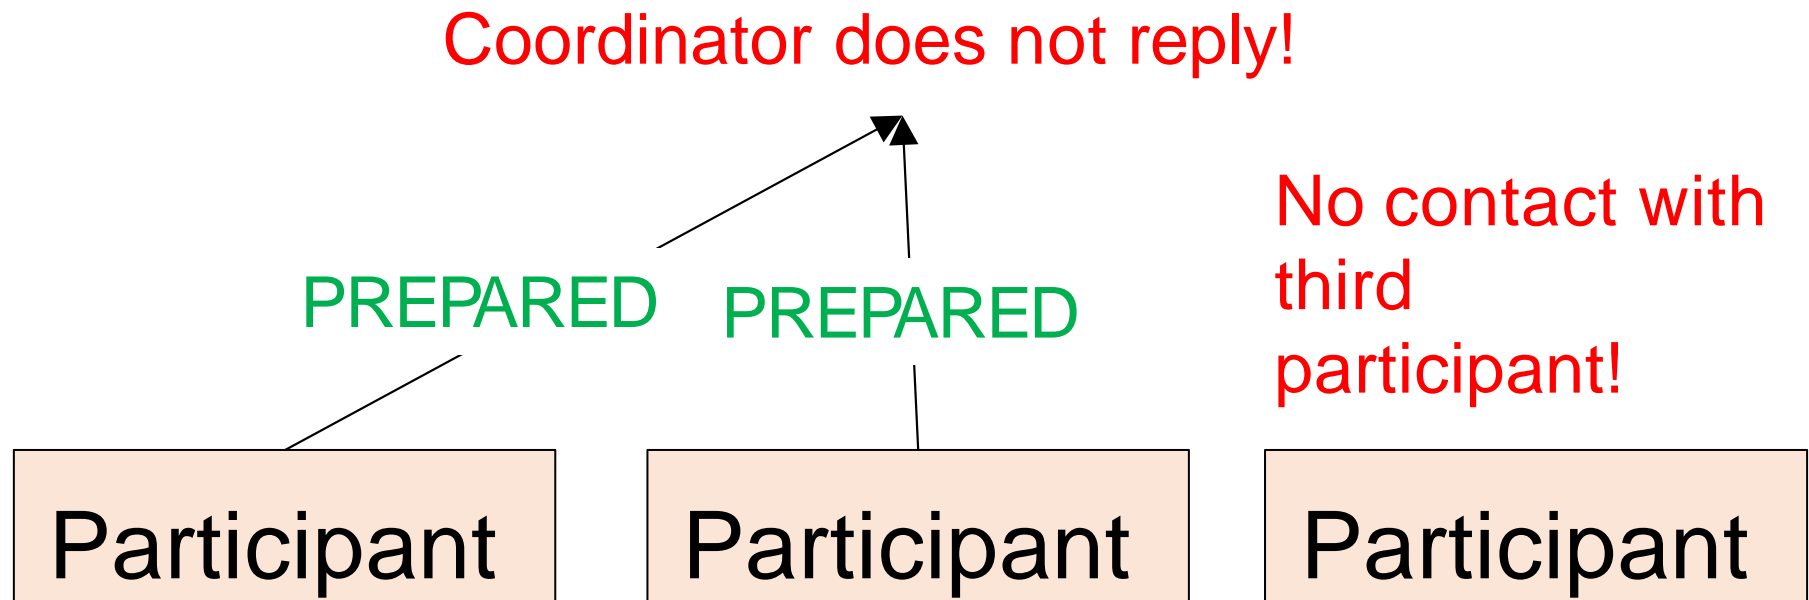 Coordinator does not reply!
No contact with
third
participant!
PREPARED
PREPARED
Participant
Participant
Participant